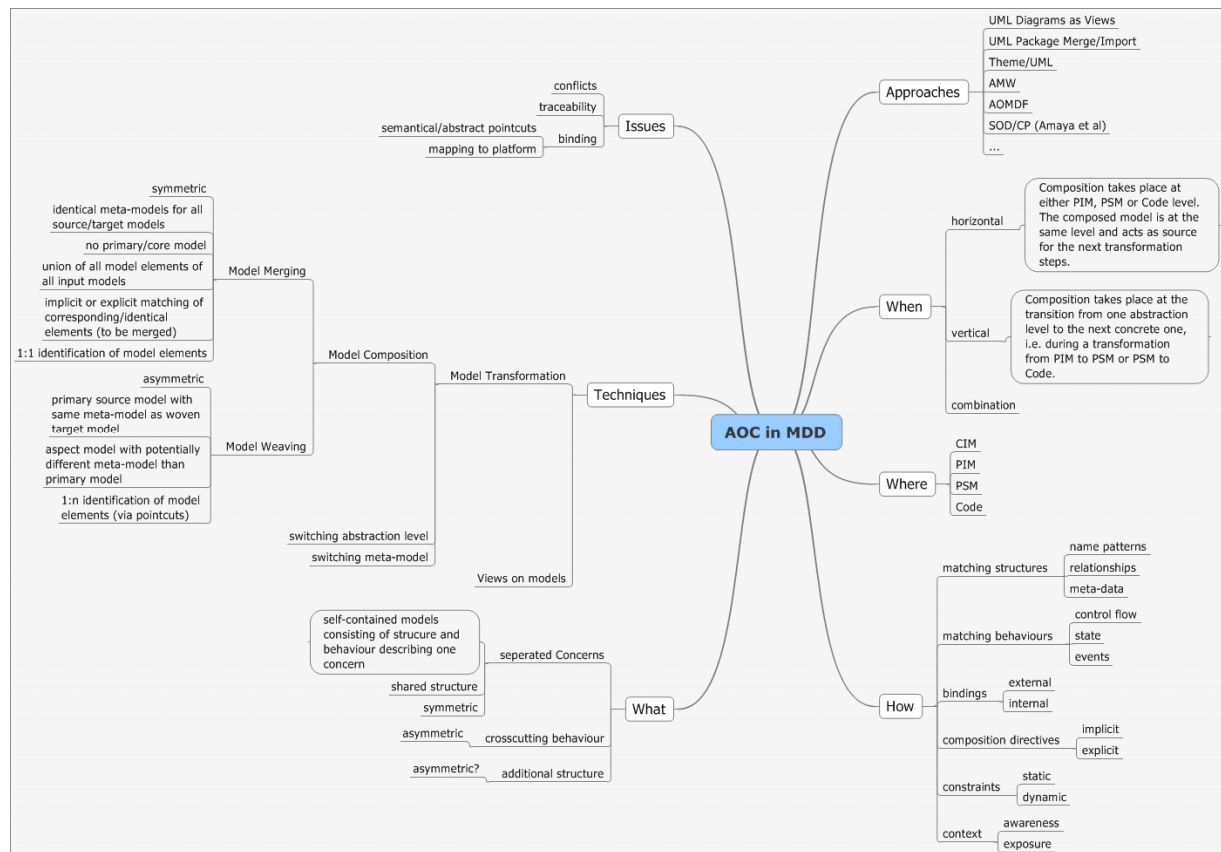 AOC in MDD
Approaches
UML Diagrams as Views
UML Package Merge/Import
Theme/UML
AMW
AOMDF
SOD/CP (Amaya et al)
...
When
horizontal
Composition takes place at
either PIM, PSM or Code level.
The composed model is at the
same level and acts as source
for the next transformation
steps.
vertical
Composition takes place at the
transition from one abstraction
level to the next concrete one,
i.e. during a transformation
from PIM to PSM or PSM to
Code.
combination
Where
CIM
PIM
PSM
Code
How
matching structures
name patterns
relationships
meta-data
matching behaviours
control flow
state
events
bindings
external
internal
composition directives
implicit
explicit
constraints
static
dynamic
context
awareness
exposure
Issues
conflicts
traceability
binding
semantical/abstract pointcuts
mapping to platform
Techniques
Model Transformation
Model Composition
Model Merging
symmetric
identical meta-models for all
source/target models
no primary/core model
union of all model elements of
all input models
implicit or explicit matching of
corresponding/identical
elements (to be merged)
1:1 identification of model elements
Model Weaving
asymmetric
primary source model with
same meta-model as woven
target model
aspect model with potentially
different meta-model than
primary model
1:n identification of model
elements (via pointcuts)
switching abstraction level
switching meta-model
Views on models
What
seperated Concerns
self-contained models
consisting of strucure and
behaviour describing one
concern
shared structure
symmetric
crosscutting behaviour
asymmetric
additional structure
asymmetric?